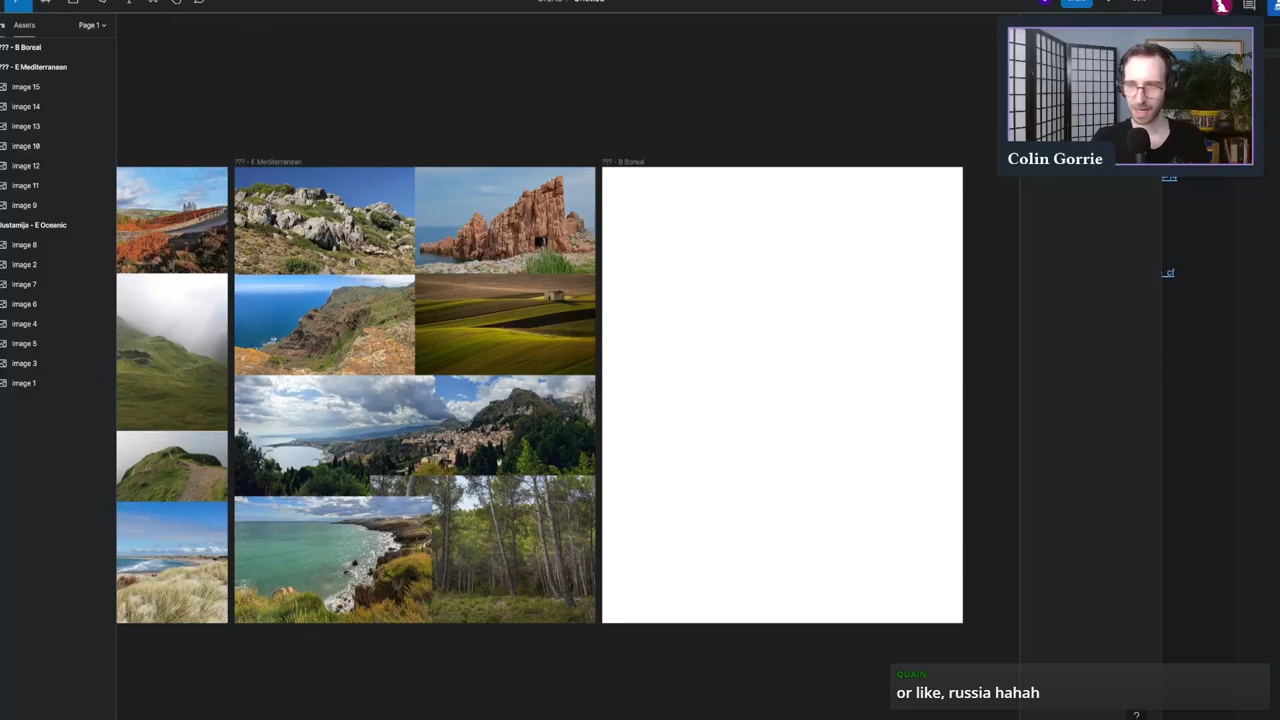 Assets
Page 1
??? - B Boreal
??? - E Mediterranean
image 15
image 14
image 13
image 10
image 12
image 11
image 9
Justamija - E Oceanic
image 8
image 2
image 7
image 6
image 4
image 5
image 3
image 1
??? - E Mediterranean
??? - B Boreal
Colin Gorrie
_cf
QUAIN
or like, russia hahah
?